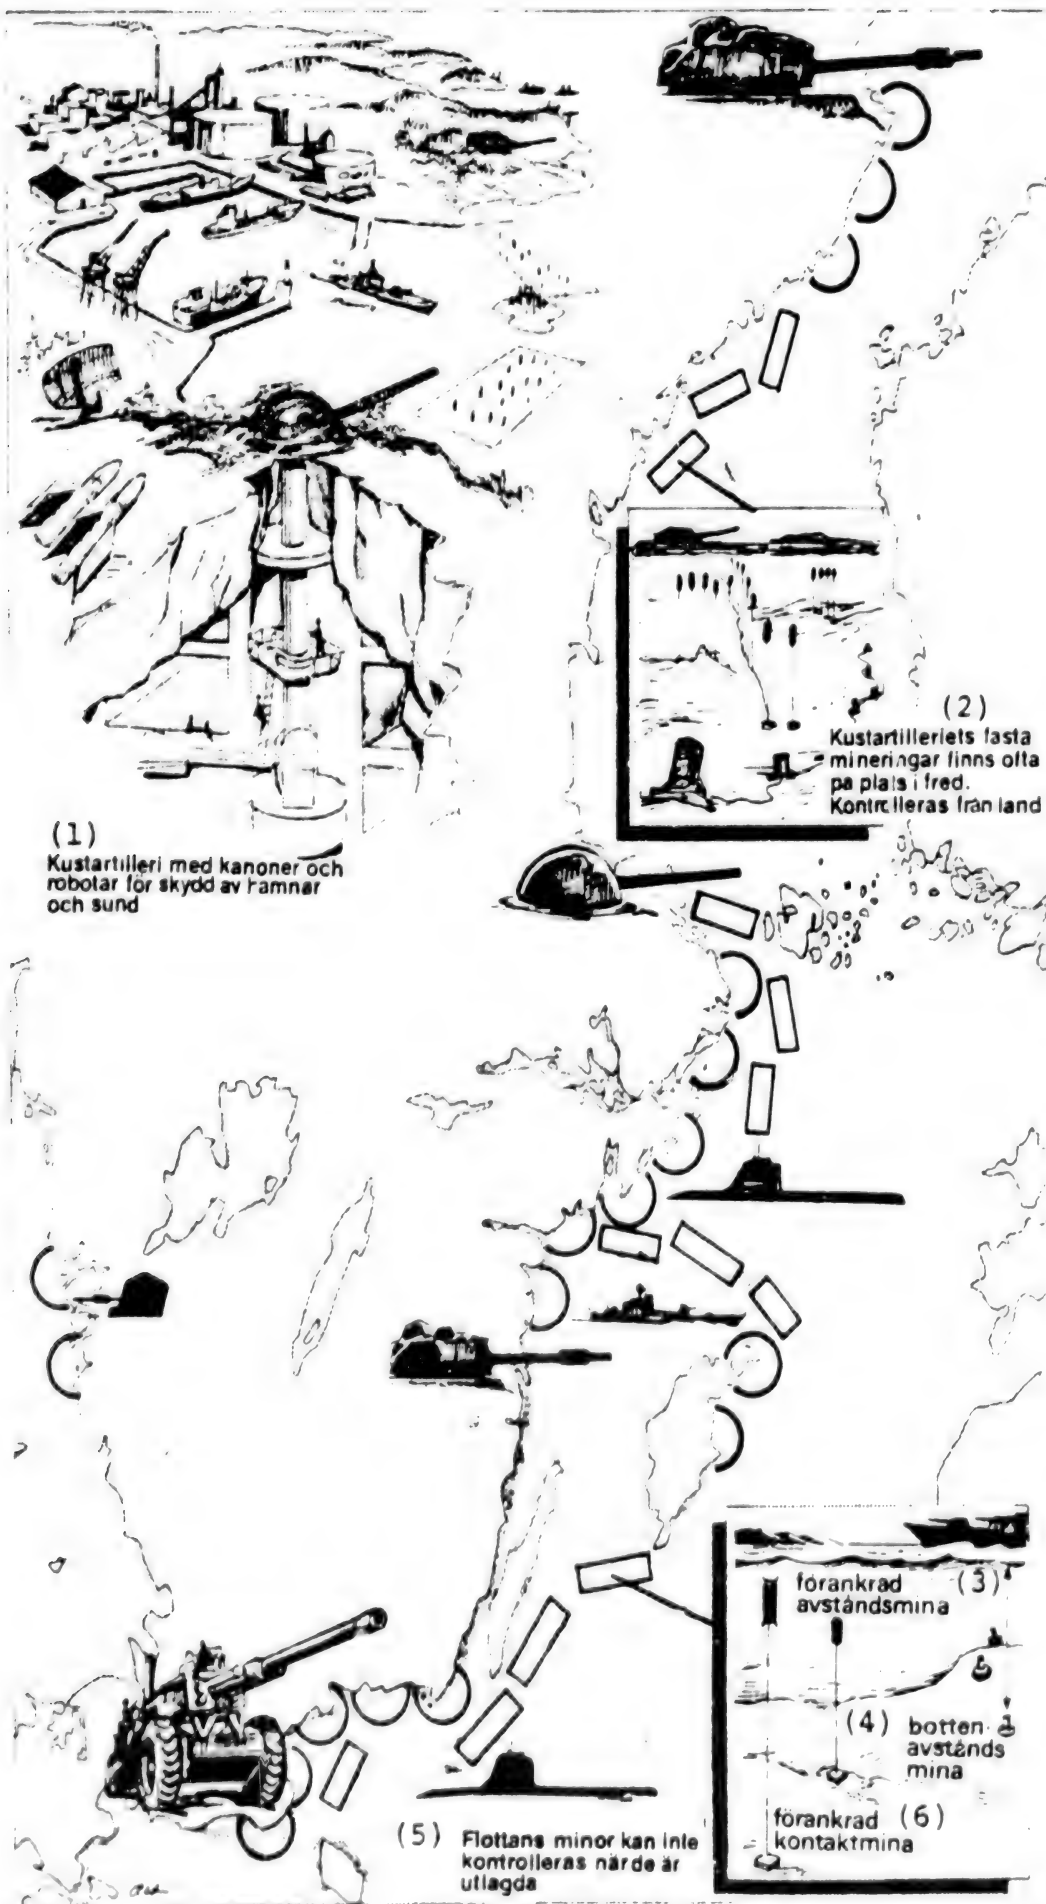 (1)
Kustartilleri med kanoner och
robotar för skydd av hamnar
och sund
(2)
Kustartilleriets fasta
mineringar finns ofta
på plats i fred.
Kontrolleras från land
förankrad (3)
avståndsmina
(4) botten-
avstånds
mina
förankrad (6)
kontaktmina
(5) Flottans minor kan inte
kontrolleras när de är
utlagda